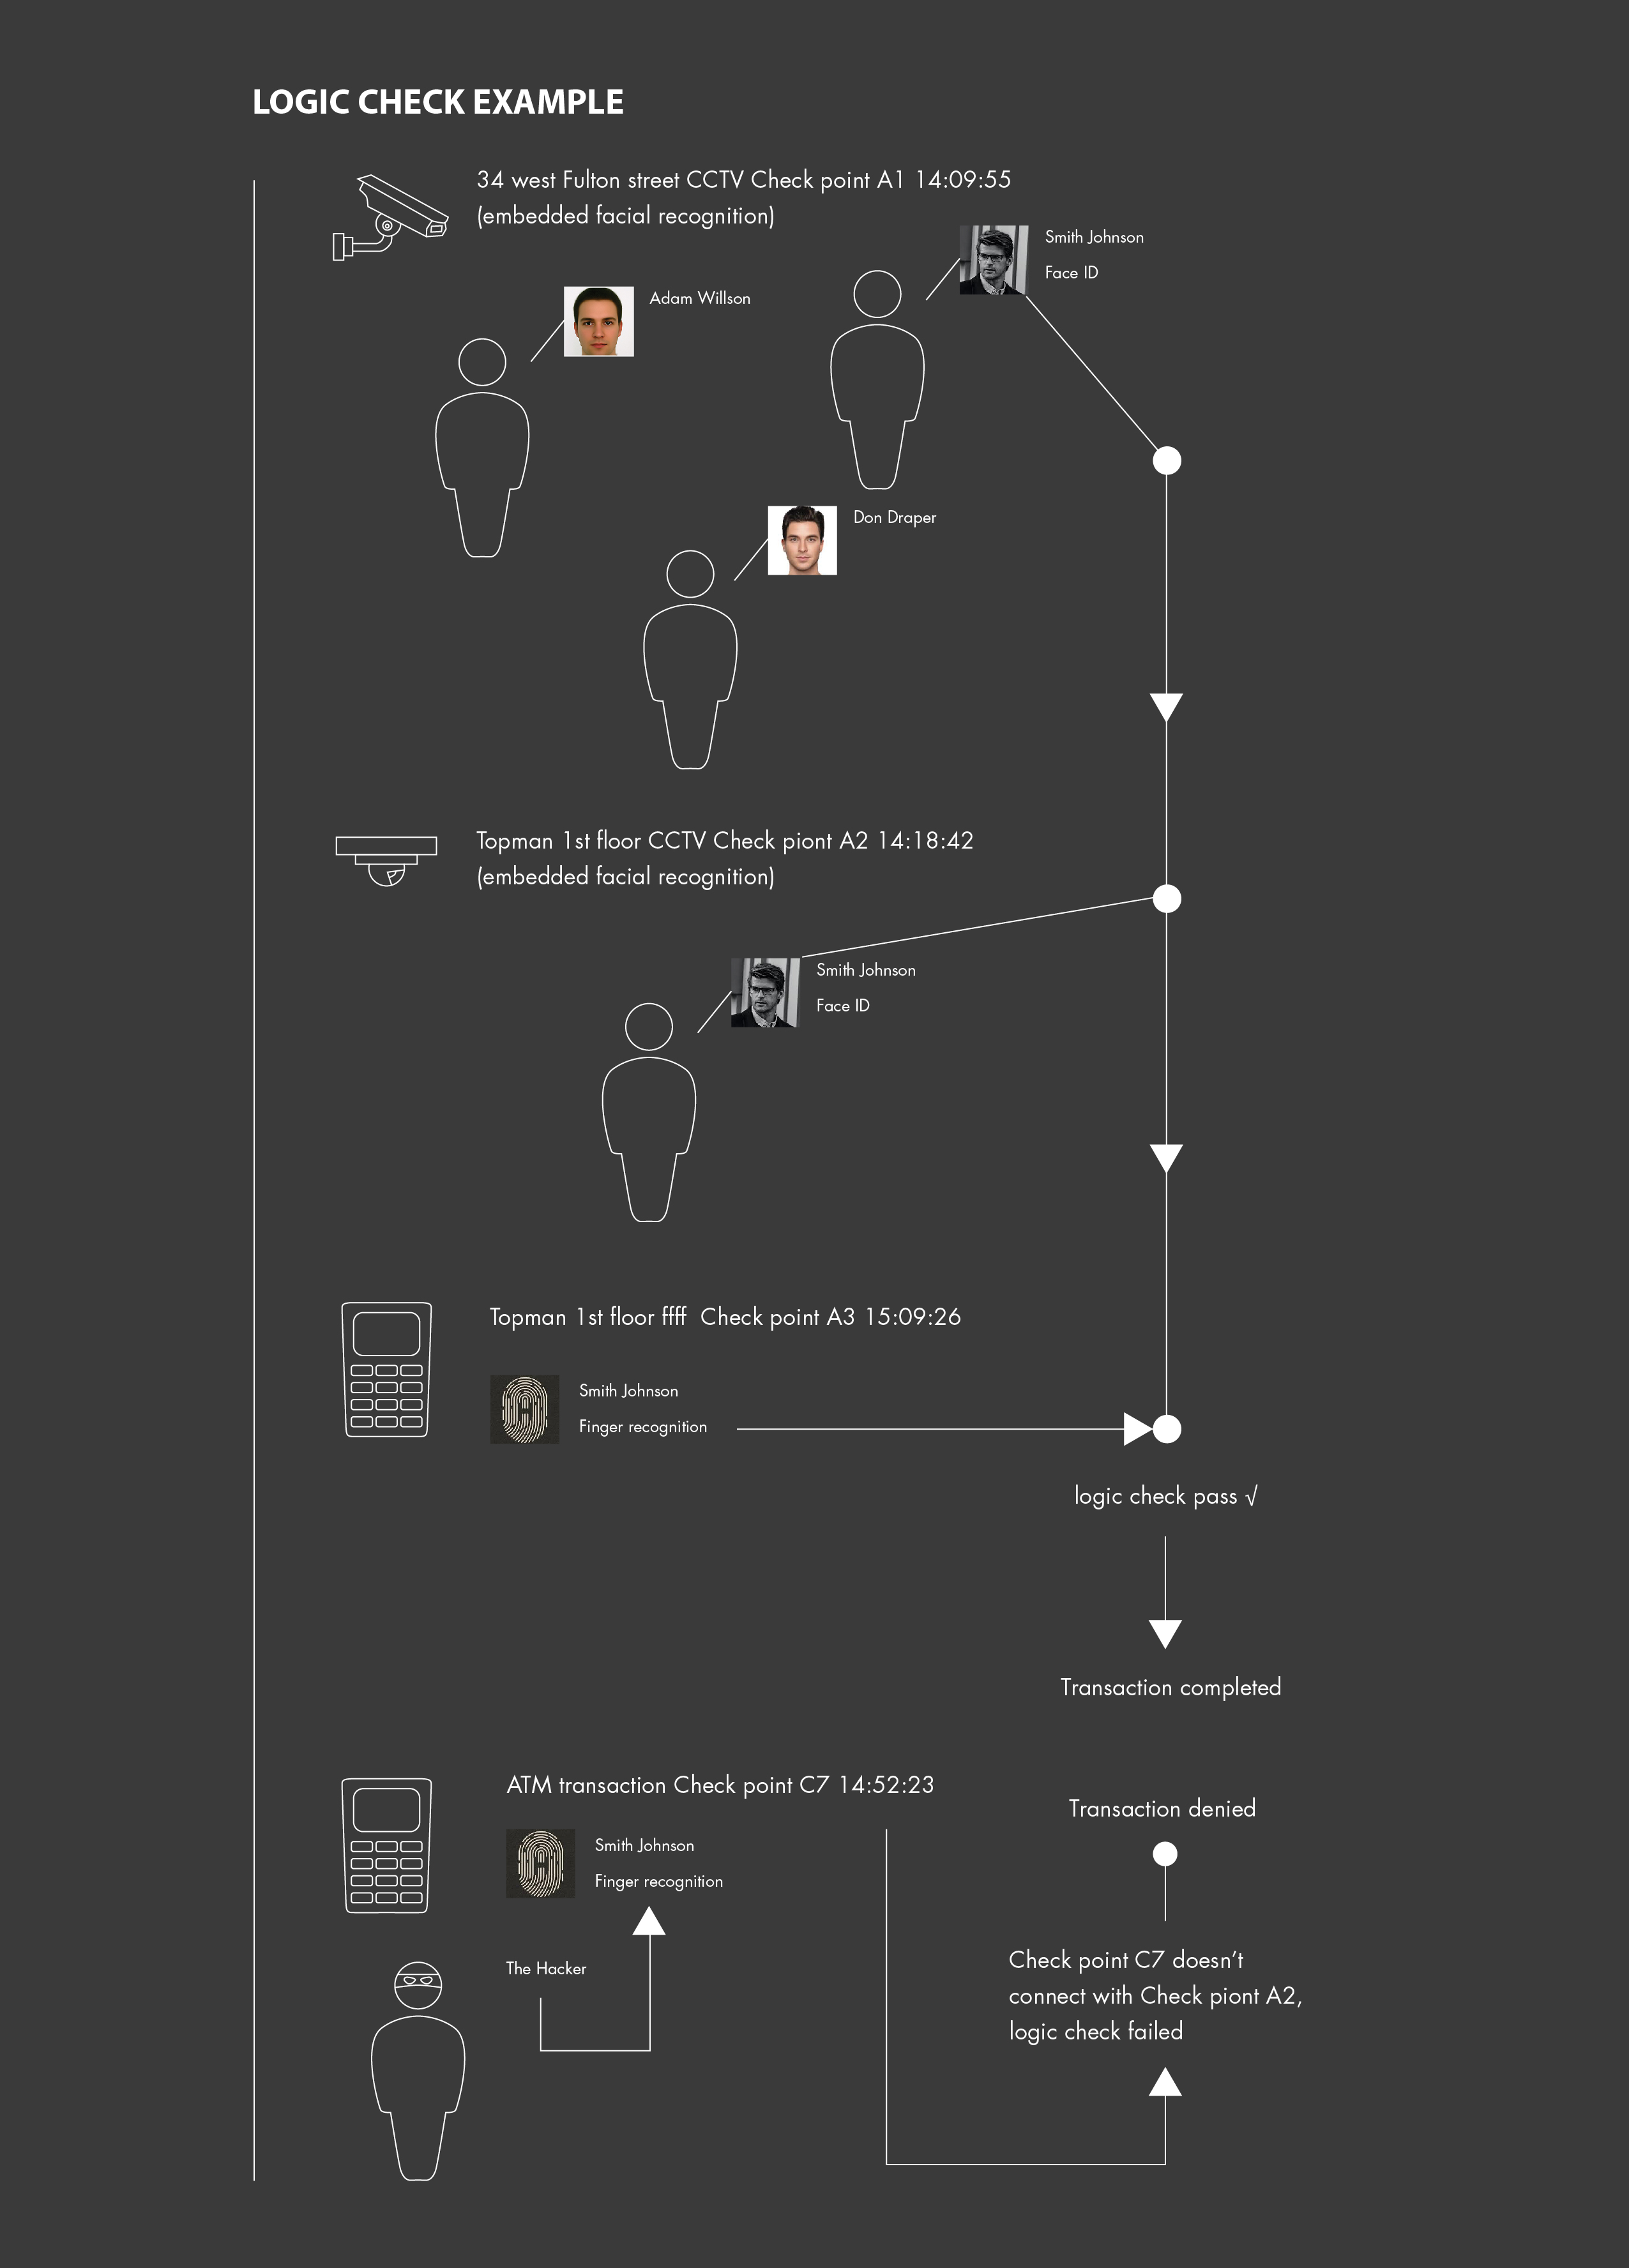 LOGIC CHECK EXAMPLE
34 west Fulton street CCTV Check point A1 14:09:55
(embedded facial recognition)
Smith Johnson
Face ID
Adam Willson
Don Draper
Topman 1st floor CCTV Check piont A2 14:18:42
(embedded facial recognition)
Smith Johnson
Face ID
Topman 1st floor ffff Check point A3 15:09:26
Smith Johnson
Finger recognition
logic check pass √
Transaction completed
ATM transaction Check point C7 14:52:23
Smith Johnson
Finger recognition
The Hacker
Transaction denied
Check point C7 doesn’t
connect with Check piont A2,
logic check failed